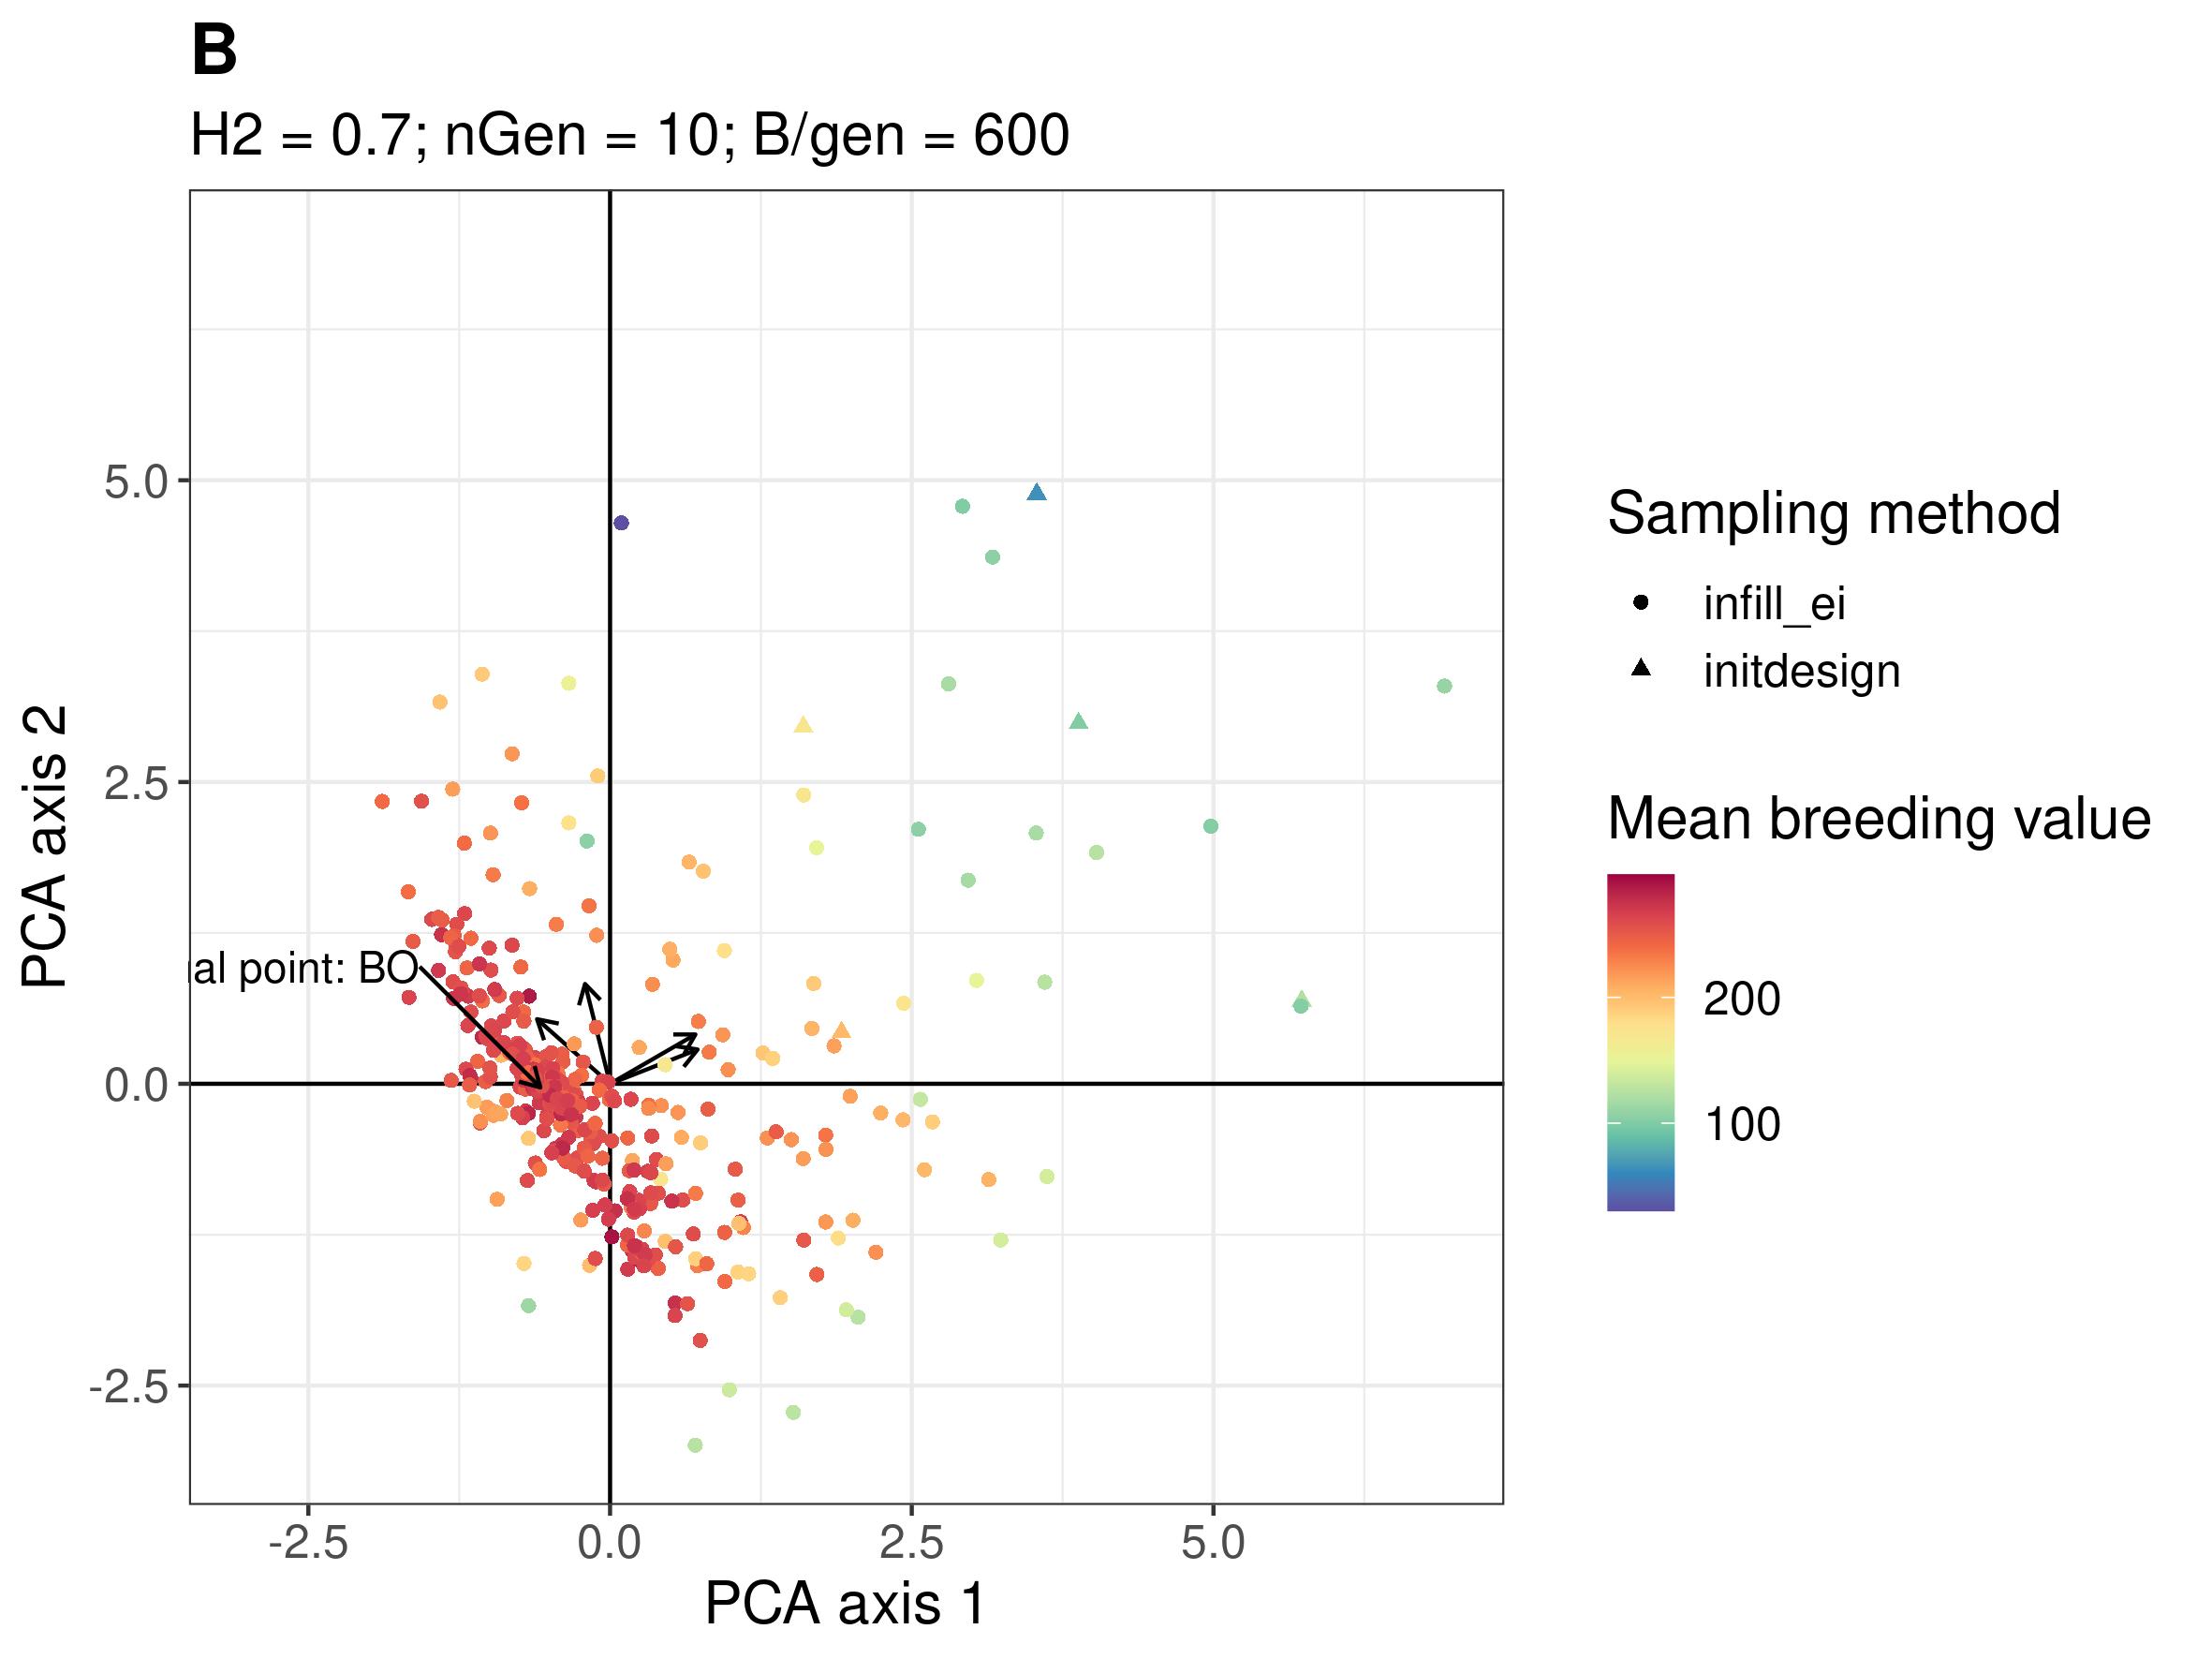 B
H2 = 0.7; nGen = 10; B/gen = 600
PCA axis 2
5.0
2.5
0.0
-2.5
al point: BO
-2.5
0.0
2.5
5.0
PCA axis 1
Sampling method
infill_ei
initdesign
Mean breeding value
200
100